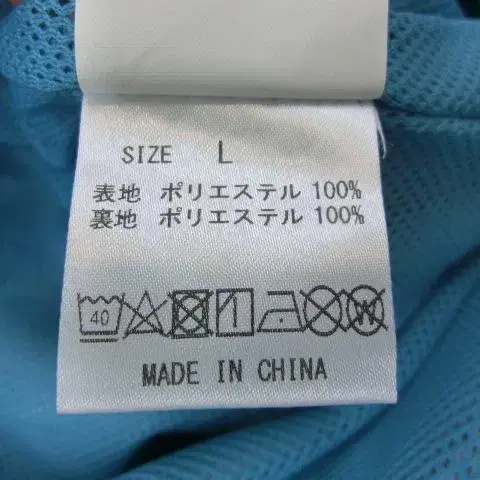 SIZE L
表地 ポリエステル 100%
裏地 ポリエステル 100%
40 W
MADE IN CHINA